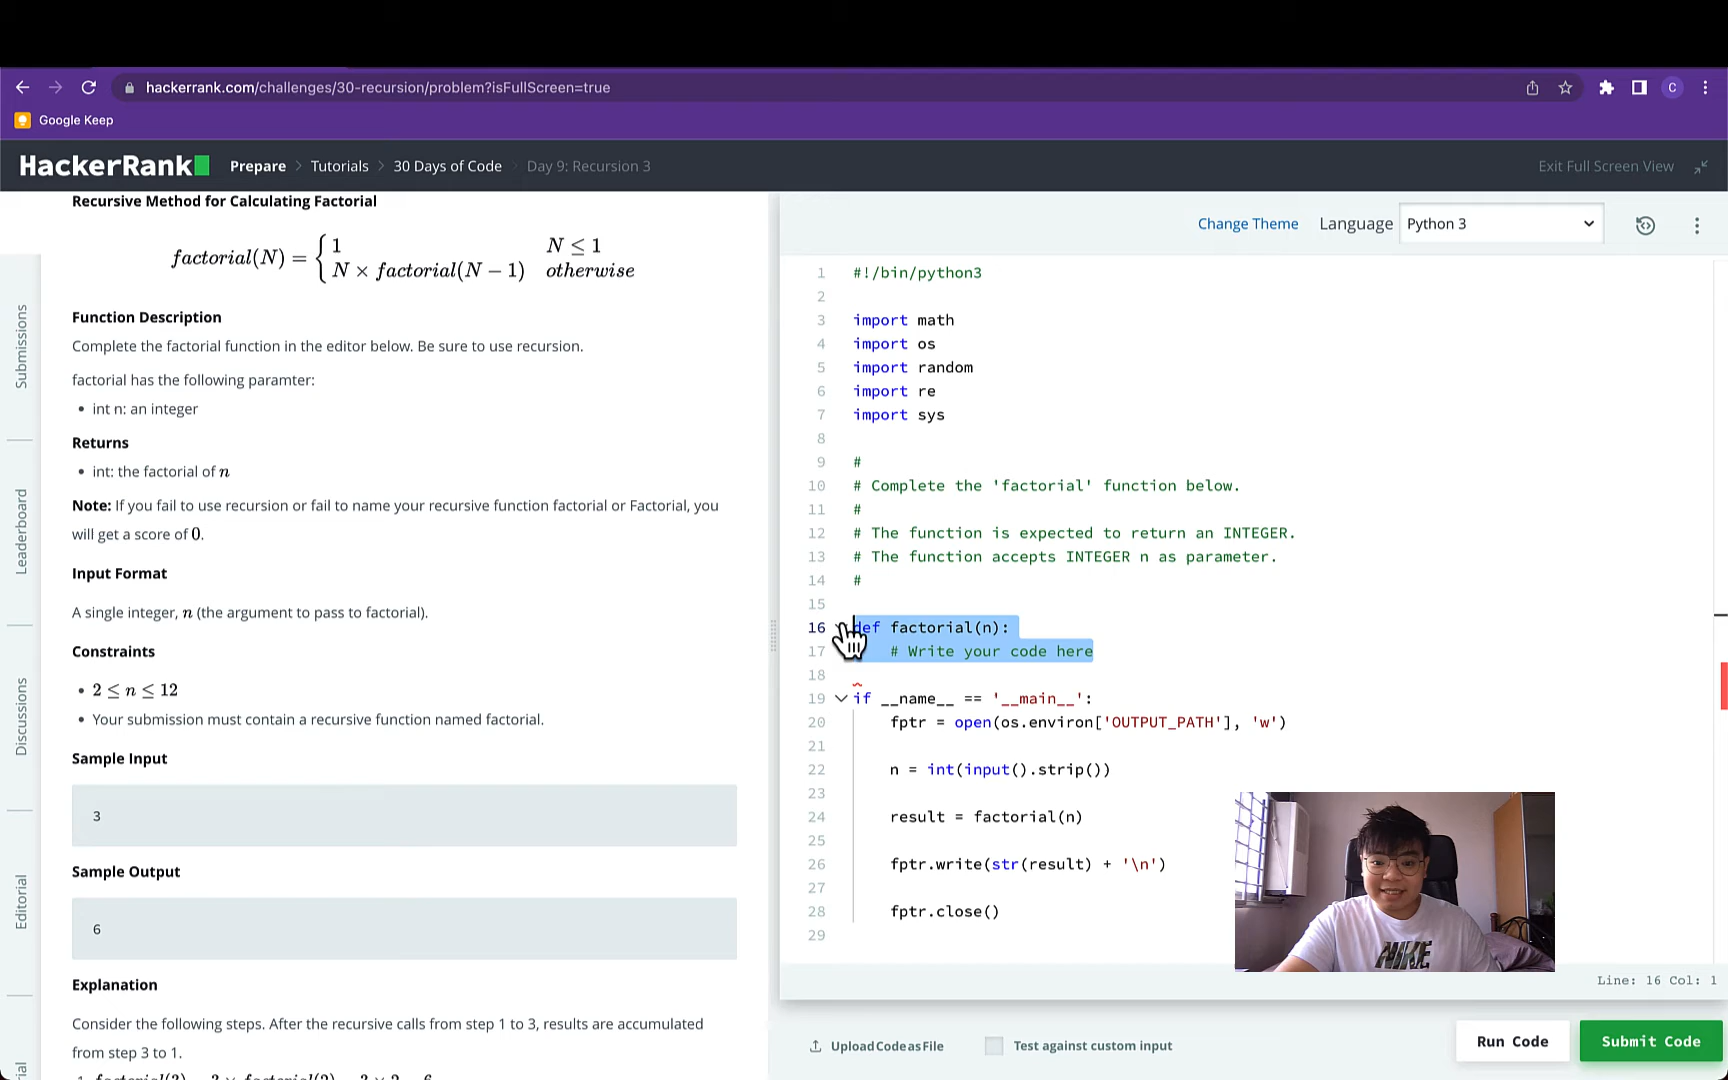 hackerrank.com/challenges/30-recursion/problem?isFullScreen=true
C
Google Keep
HackerRank
Prepare > Tutorials > 30 Days of Code > Day 9: Recursion 3
Exit Full Screen View
Submissions
Leaderboard
Discussions
Editorial
Recursive Method for Calculating Factorial
factorial(N) = { 1 N ≤ 1
N × factorial(N − 1) otherwise
Function Description
Complete the factorial function in the editor below. Be sure to use recursion.
factorial has the following paramter:
• int n: an integer
Returns
• int: the factorial of n
Note: If you fail to use recursion or fail to name your recursive function factorial or Factorial, you
will get a score of 0.
Input Format
A single integer, n (the argument to pass to factorial).
Constraints
• 2 ≤ n ≤ 12
• Your submission must contain a recursive function named factorial.
Sample Input
3
Sample Output
6
Explanation
Consider the following steps. After the recursive calls from step 1 to 3, results are accumulated
from step 3 to 1.
Change Theme Language Python 3
1 #!/bin/python3
2
3 import math
4 import os
5 import random
6 import re
7 import sys
8
9 #
10 # Complete the 'factorial' function below.
11 #
12 # The function is expected to return an INTEGER.
13 # The function accepts INTEGER n as parameter.
14 #
15
16 def factorial(n):
17 # Write your code here
18
19 if __name__ == '__main__':
20 fptr = open(os.environ['OUTPUT_PATH'], 'w')
21
22 n = int(input().strip())
23
24 result = factorial(n)
25
26 fptr.write(str(result) + '\n')
27
28 fptr.close()
29
NIKE
Line: 16 Col: 1
Upload Code as File
Test against custom input
Run Code
Submit Code